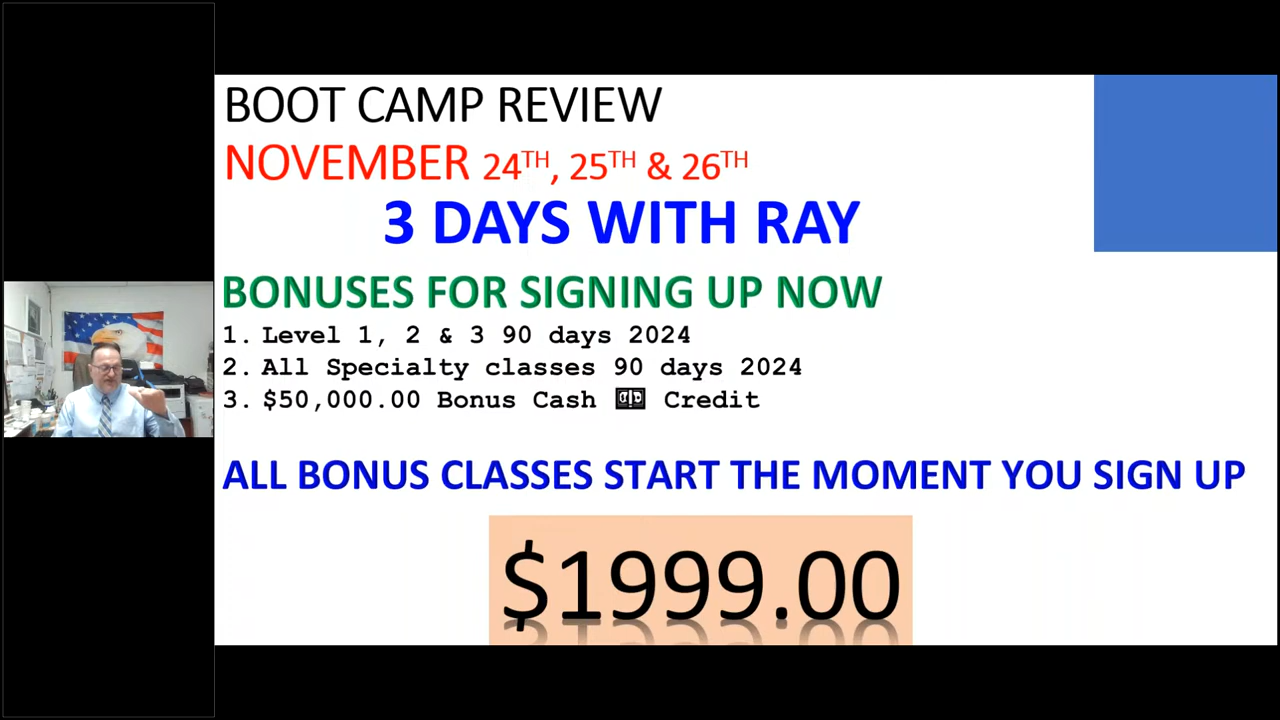 BOOT CAMP REVIEW
NOVEMBER 24TH, 25TH & 26TH
3 DAYS WITH RAY
BONUSES FOR SIGNING UP NOW
1. Level 1, 2 & 3 90 days 2024
2. All Specialty classes 90 days 2024
3. $50,000.00 Bonus Cash Credit
ALL BONUS CLASSES START THE MOMENT YOU SIGN UP
$1999.00